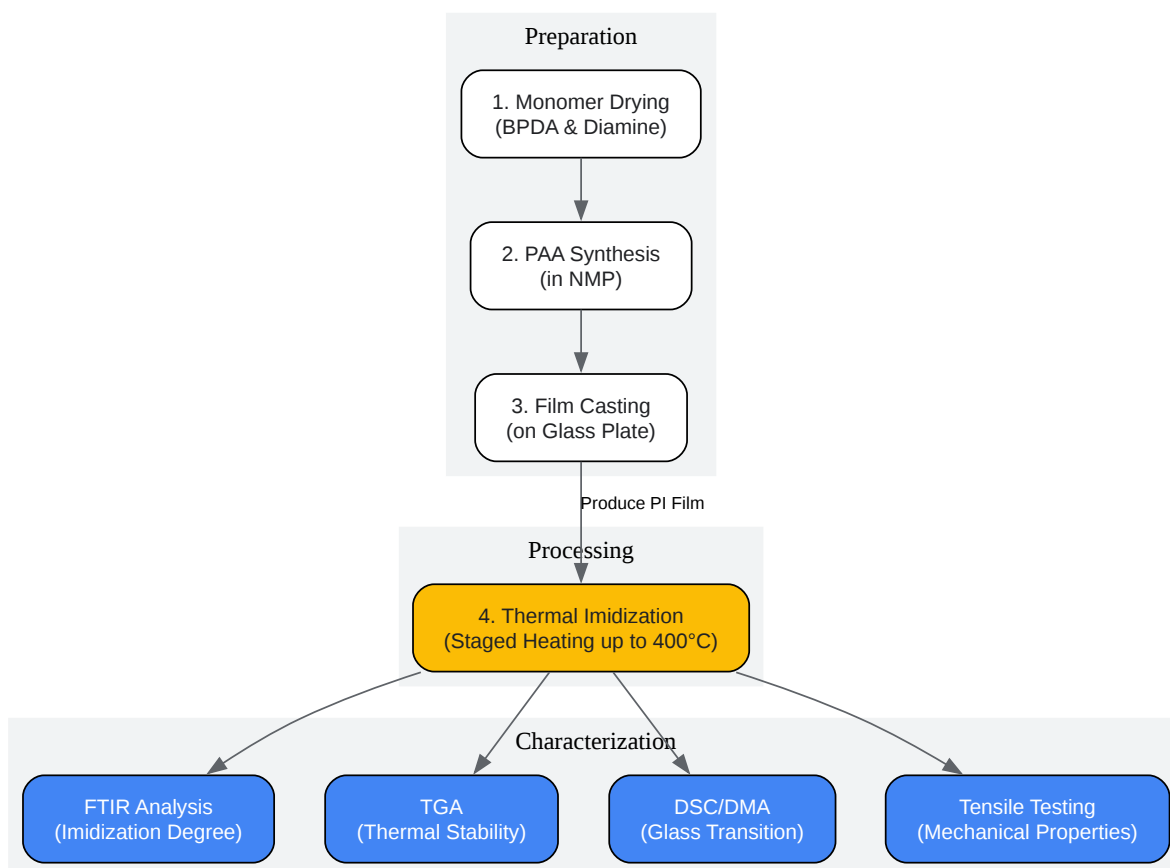 Preparation
1. Monomer Drying
(BPDA & Diamine)
2. PAA Synthesis
(in NMP)
3. Film Casting
(on Glass Plate)
Produce PI Film
Processing
4. Thermal Imidization
(Staged Heating up to 400°C)
Characterization
FTIR Analysis
(Imidization Degree)
TGA
(Thermal Stability)
DSC/DMA
(Glass Transition)
Tensile Testing
(Mechanical Properties)